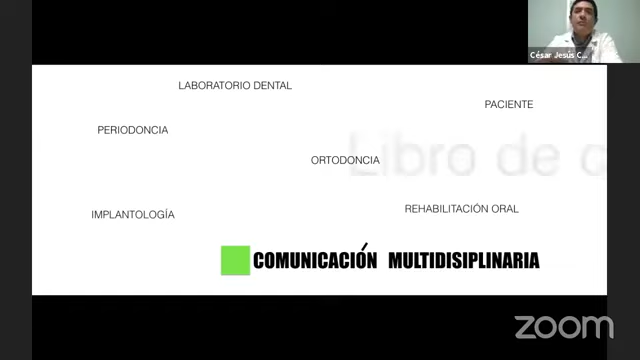 César Jesús C...
LABORATORIO DENTAL
PACIENTE
PERIODONCIA
Libro de c
ORTODONCIA
IMPLANTOLOGÍA
REHABILITACIÓN ORAL
COMUNICACIÓN MULTIDISIPLINARIA
zoom